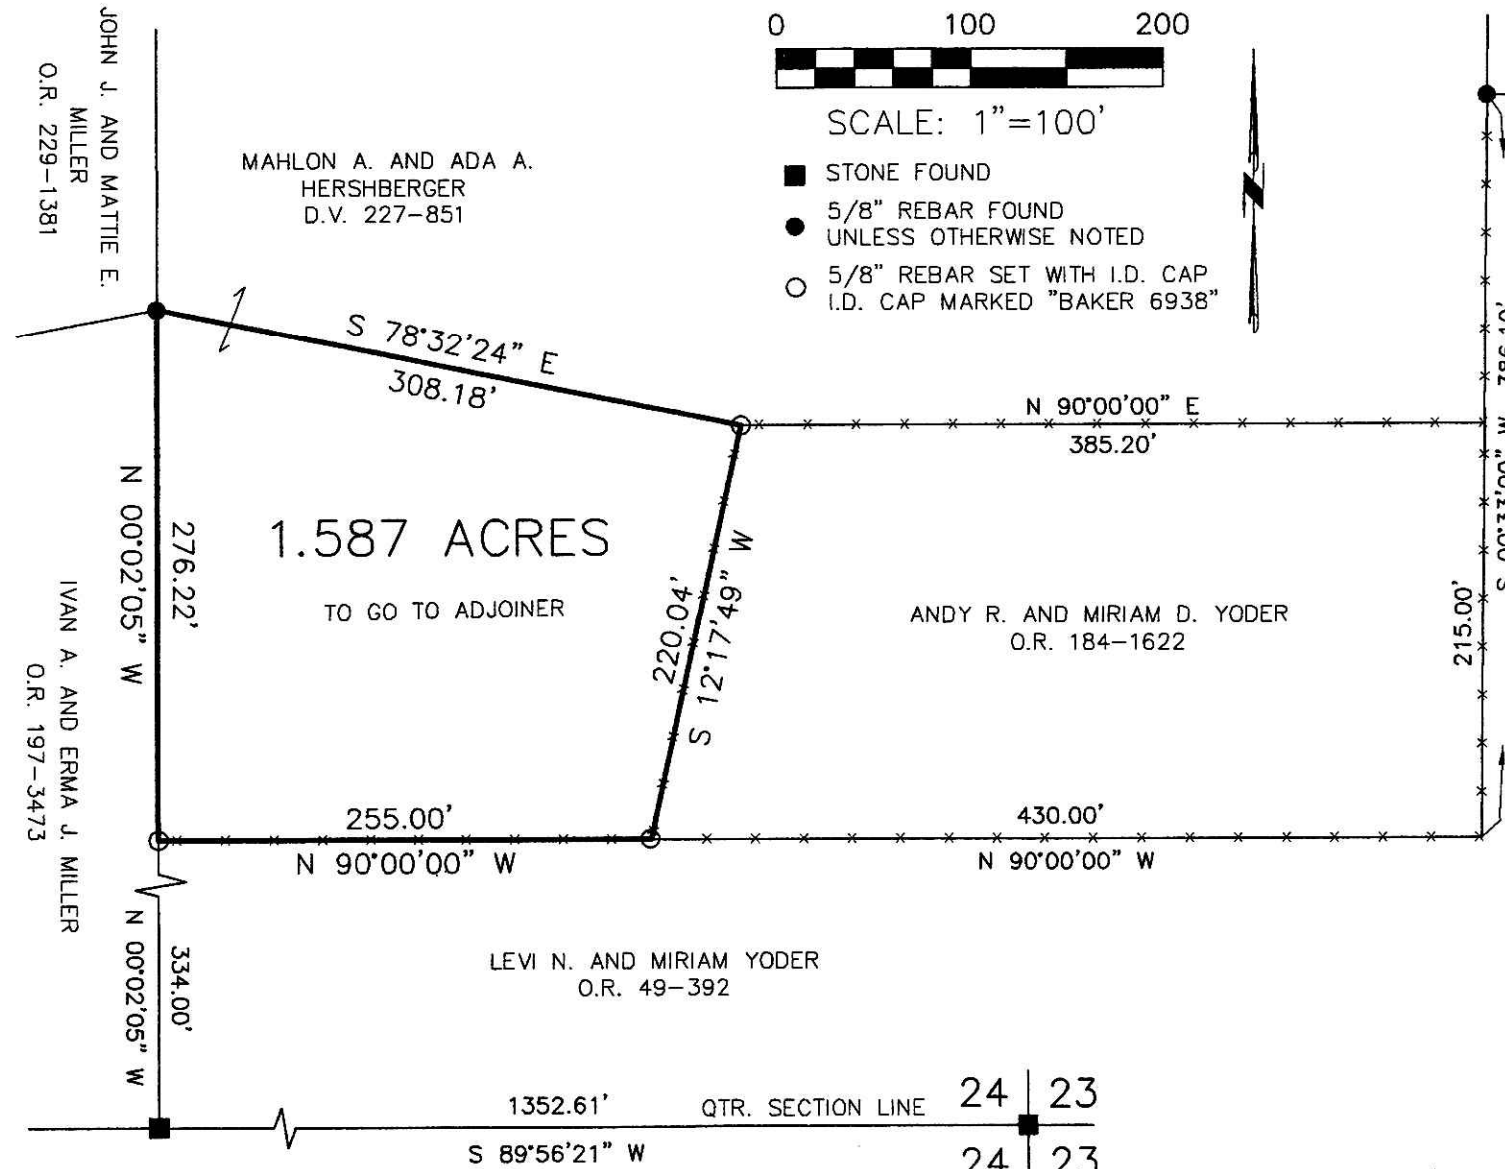 0 100 200
SCALE: 1"=100'
STONE FOUND
5/8" REBAR FOUND
UNLESS OTHERWISE NOTED
5/8" REBAR SET WITH I.D. CAP
I.D. CAP MARKED "BAKER 6938"
JOHN J. AND MATTIE E.
MILLER
O.R. 229-1381
MAHLON A. AND ADA A.
HERSHBERGER
D.V. 227-851
S 78°32'24" E
308.18'
N 90°00'00" E
385.20'
276.22'
N 00°02'05" W
1.587 ACRES
TO GO TO ADJOINER
220.04'
S 12°17'49" W
ANDY R. AND MIRIAM D. YODER
O.R. 184-1622
215.00'
IVAN A. AND ERMA J. MILLER
O.R. 197-3473
255.00'
N 90°00'00" W
430.00'
N 90°00'00" W
334.00'
N 00°02'05" W
LEVI N. AND MIRIAM YODER
O.R. 49-392
1352.61'
QTR. SECTION LINE
S 89°56'21" W
24 23
24 23